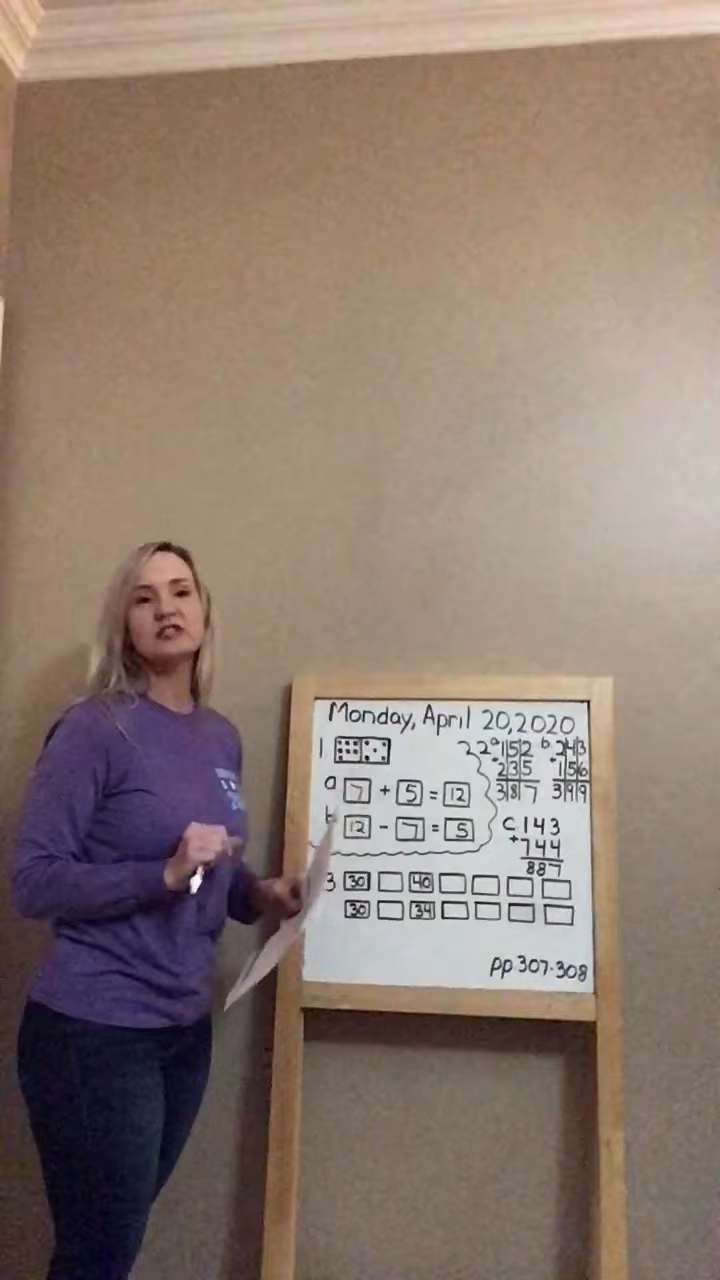 Monday, April 20, 2020
1
a 7 + 5 = 12
b 12 - 7 = 5
2 2 a 152
+ 235
387
b 243
+ 156
399
c 143
+ 744
887
3 30 40
30 34
pp. 307-308